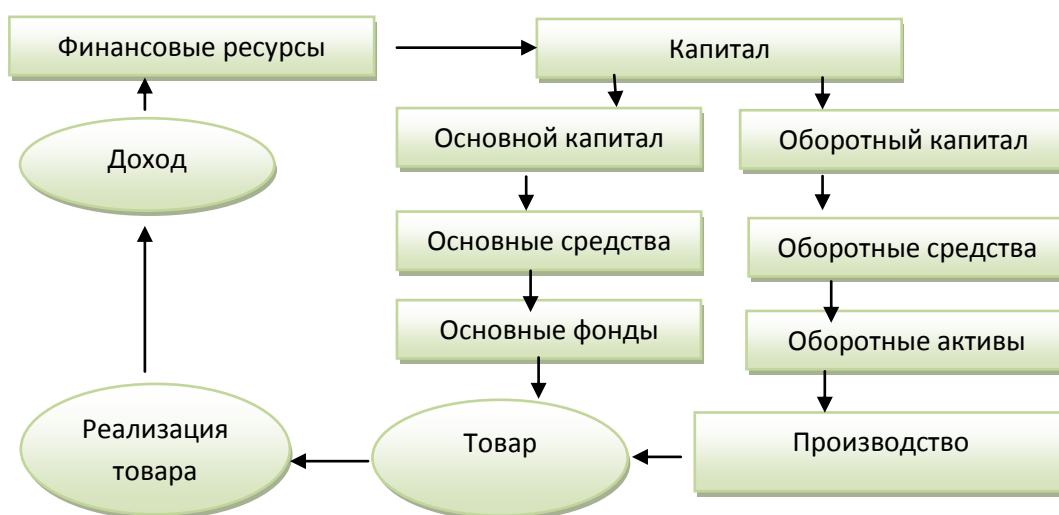 Финансовые ресурсы
Капитал
Основной капитал
Оборотный капитал
Доход
Основные средства
Оборотные средства
Основные фонды
Оборотные активы
Реализация
товара
Товар
Производство